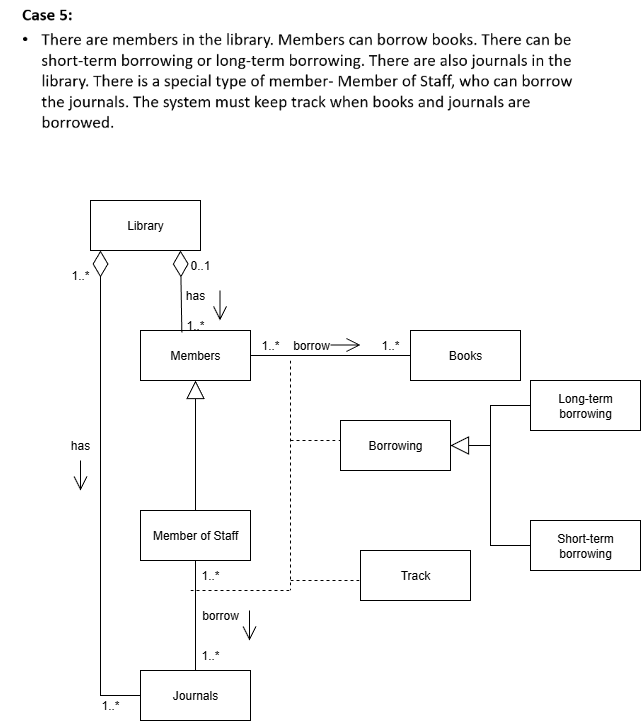 Case 5:
• There are members in the library. Members can borrow books. There can be
short-term borrowing or long-term borrowing. There are also journals in the
library. There is a special type of member- Member of Staff, who can borrow
the journals. The system must keep track when books and journals are
borrowed.
Library
1..*
0..1
has
1..*
Members
1..* borrow 1..*
Books
Long-term
borrowing
has
Borrowing
Member of Staff
Short-term
borrowing
1..*
Track
borrow
1..*
Journals
1..*